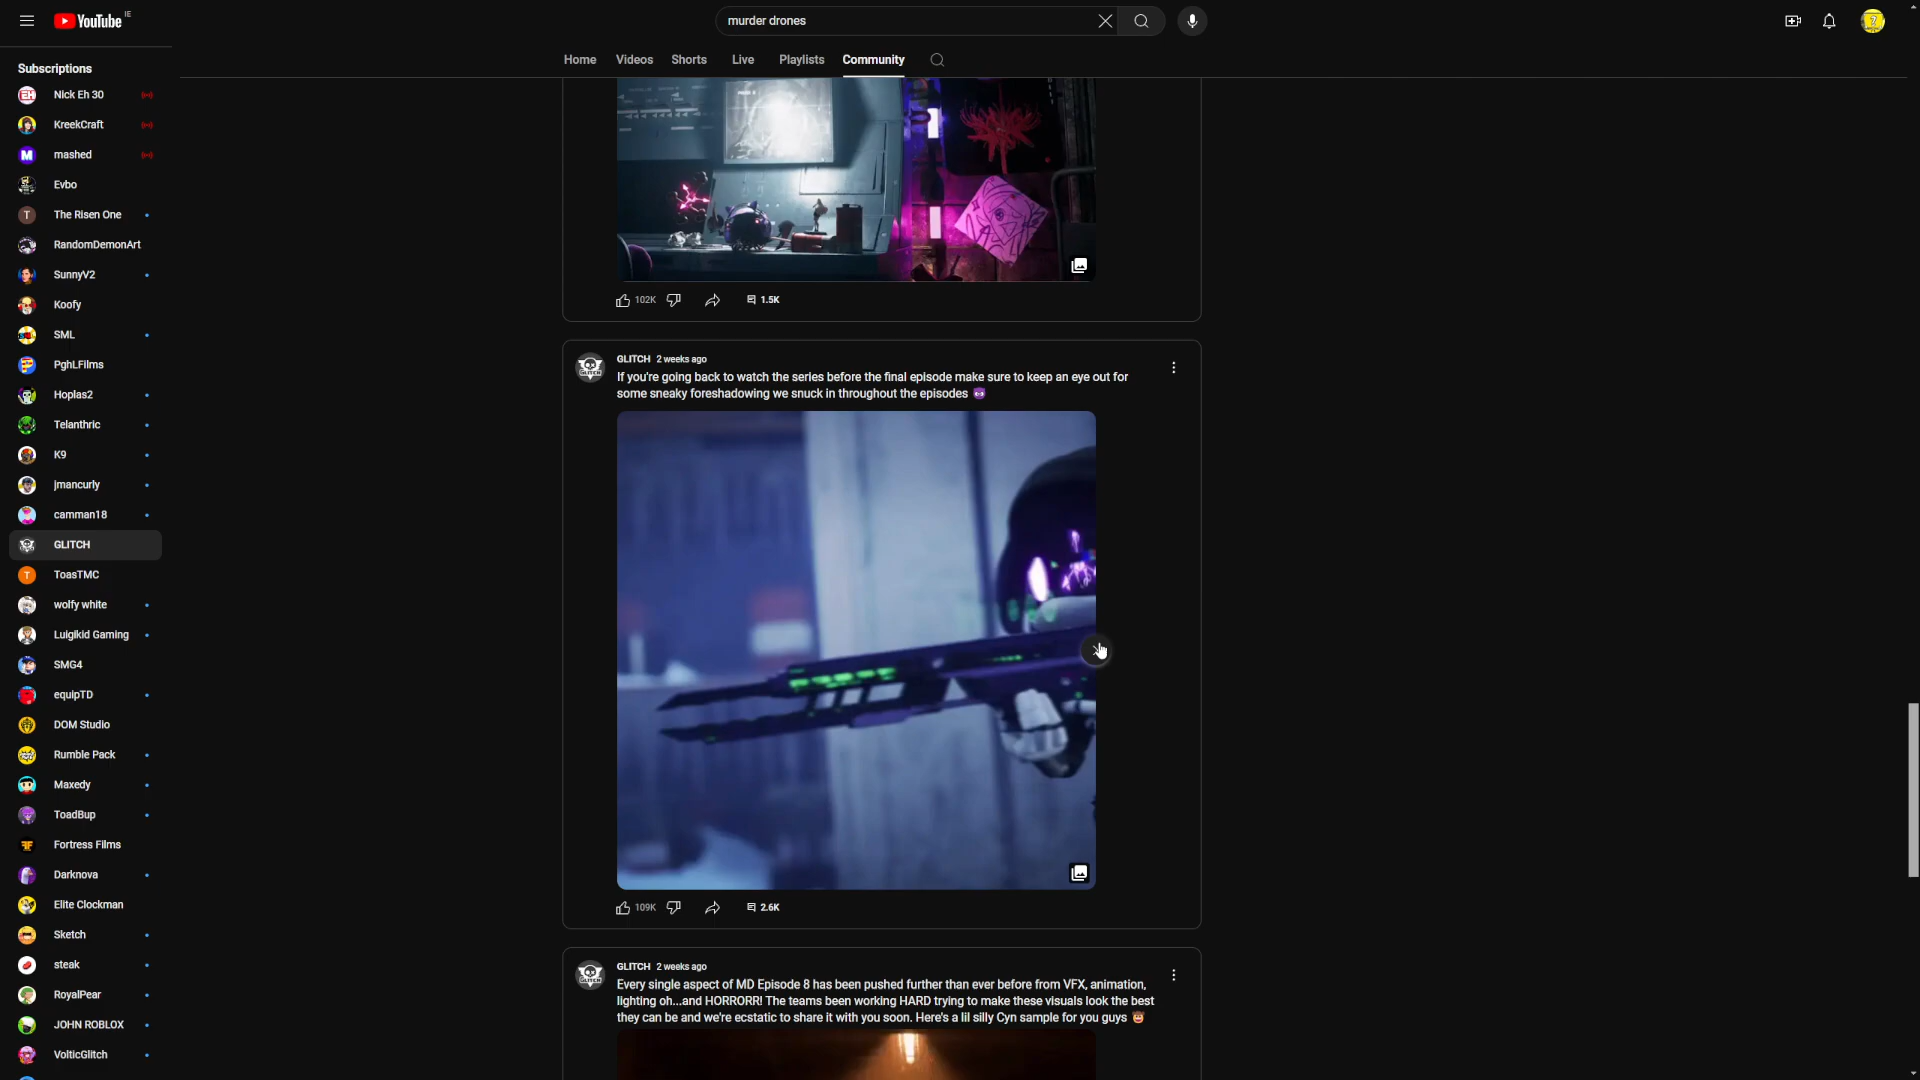 YouTube IE
murder drones
Home Videos Shorts Live Playlists Community
Subscriptions
Nick Eh 30
KreekCraft
mashed
Evbo
The Risen One
RandomDemonArt
SunnyV2
Koofy
SML
PghLFilms
Hoplas2
Telanthric
K9
jmancurly
camman18
GLITCH
ToasTMC
wolfy white
Luigikid Gaming
SMG4
equipTD
DOM Studio
Rumble Pack
Maxedy
ToadBup
Fortress Films
Darknova
Elite Clockman
Sketch
steak
RoyalPear
JOHN ROBLOX
VolticGlitch
102K 1.5K
GLITCH 2 weeks ago
If you're going back to watch the series before the final episode make sure to keep an eye out for
some sneaky foreshadowing we snuck in throughout the episodes
109K 2.6K
GLITCH 2 weeks ago
Every single aspect of MD Episode 8 has been pushed further than ever before from VFX, animation,
lighting oh...and HORRORR! The teams been working HARD trying to make these visuals look the best
they can be and we're ecstatic to share it with you soon. Here's a lil silly Cyn sample for you guys